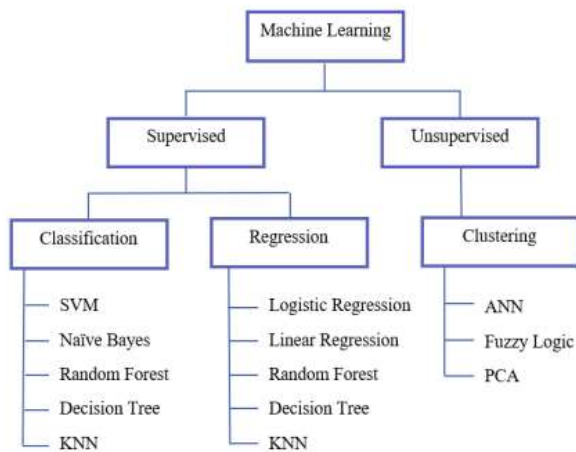 Machine Learning
Supervised
Unsupervised
Classification
Regression
Clustering
SVM
Naïve Bayes
Random Forest
Decision Tree
KNN
Logistic Regression
Linear Regression
Random Forest
Decision Tree
KNN
ANN
Fuzzy Logic
PCA